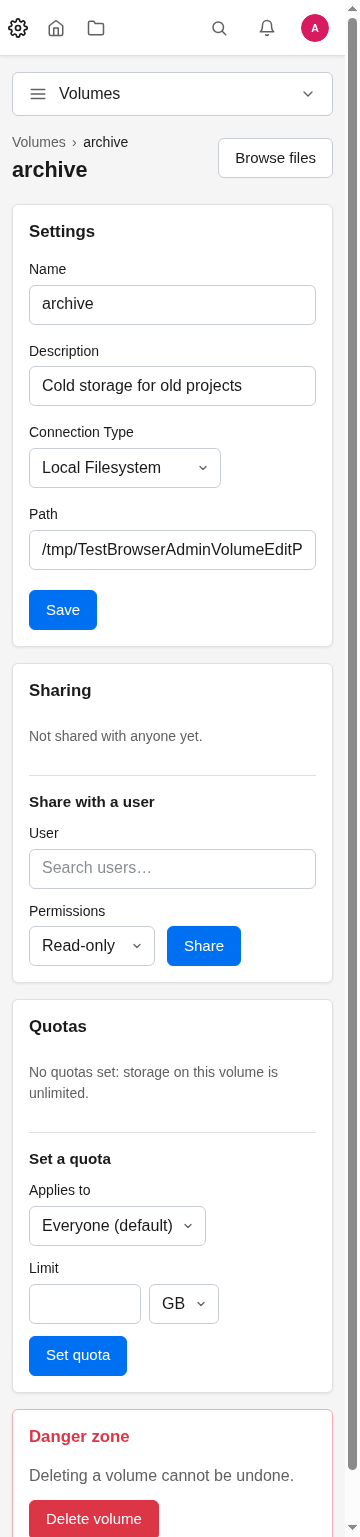 A
Volumes
Volumes › archive
archive
Browse files
Settings
Name
archive
Description
Cold storage for old projects
Connection Type
Local Filesystem
Path
/tmp/TestBrowserAdminVolumeEditP
Save
Sharing
Not shared with anyone yet.
Share with a user
User
Search users…
Permissions
Read-only
Share
Quotas
No quotas set: storage on this volume is
unlimited.
Set a quota
Applies to
Everyone (default)
Limit
GB
Set quota
Danger zone
Deleting a volume cannot be undone.
Delete volume